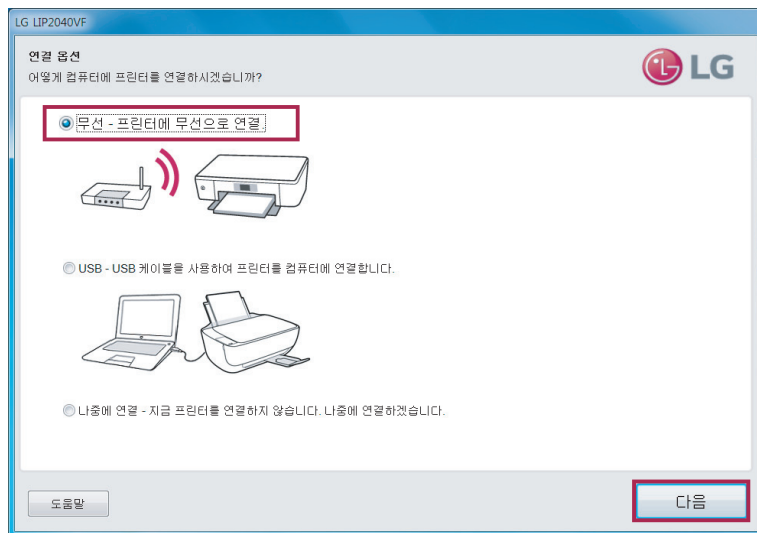 LG LIP2040VF
연결 옵션
어떻게 컴퓨터에 프린터를 연결하시겠습니까?
LG
무선 - 프린터에 무선으로 연결.
USB - USB 케이블을 사용하여 프린터를 컴퓨터에 연결합니다.
나중에 연결 - 지금 프린터를 연결하지 않습니다. 나중에 연결하겠습니다.
도움말
다음